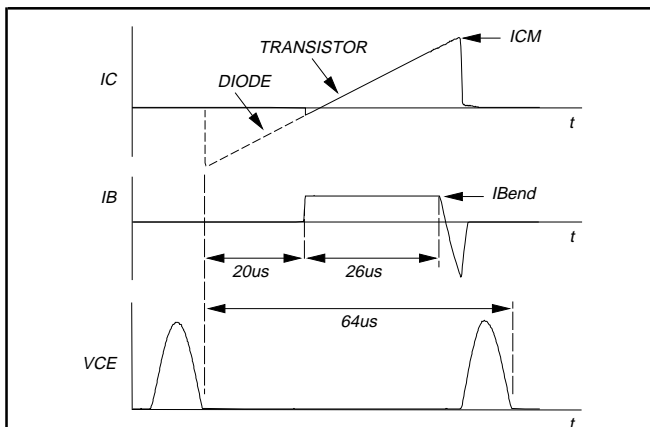 ICM
TRANSISTOR
IC
DIODE
t
IB
IBend
t
20us
26us
64us
VCE
t